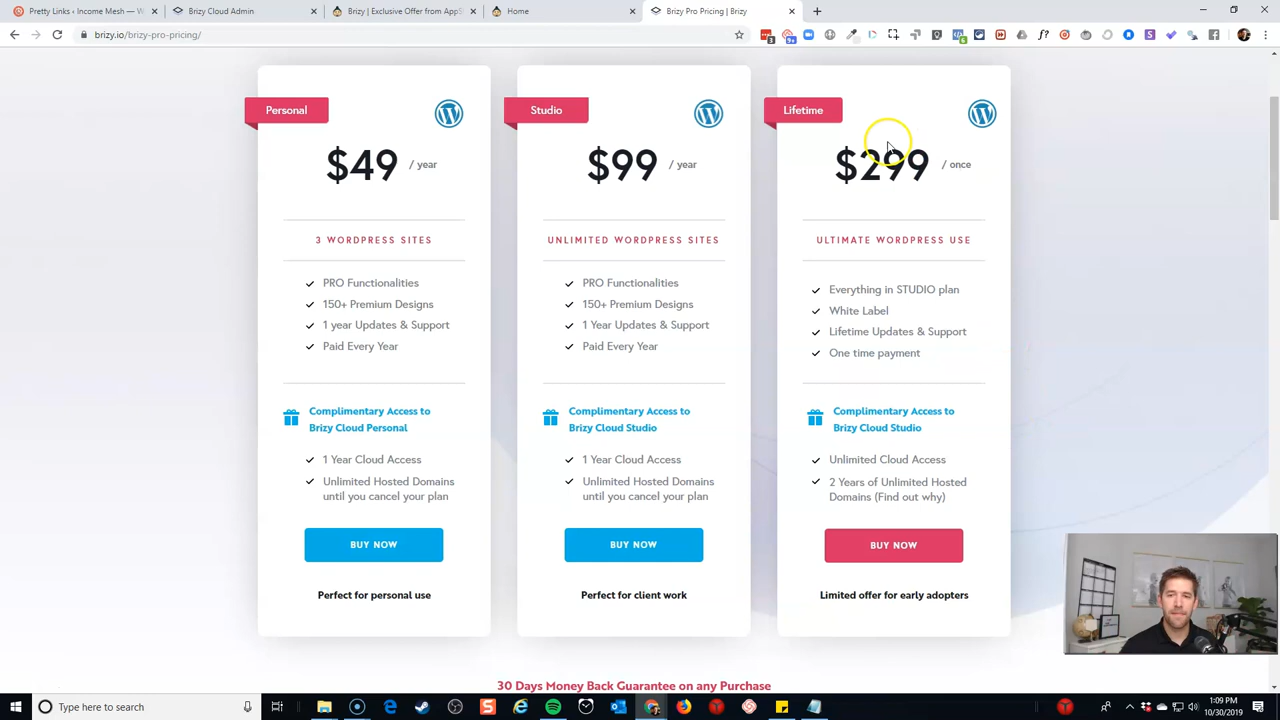 Pretty Links ‹ Income Mesh — W
Brizy Cloud Admin
Brizy | Exclusive Offer from AppS
Home
Brizy Pro Pricing | Brizy
brizy.io/brizy-pro-pricing/
Personal
$49 / year
3 WORDPRESS SITES
PRO Functionalities
150+ Premium Designs
1 year Updates & Support
Paid Every Year
Complimentary Access to
Brizy Cloud Personal
1 Year Cloud Access
Unlimited Hosted Domains
until you cancel your plan
BUY NOW
Perfect for personal use
Studio
$99 / year
UNLIMITED WORDPRESS SITES
PRO Functionalities
150+ Premium Designs
1 Year Updates & Support
Paid Every Year
Complimentary Access to
Brizy Cloud Studio
1 Year Cloud Access
Unlimited Hosted Domains
until you cancel your plan
BUY NOW
Perfect for client work
Lifetime
$299 / once
ULTIMATE WORDPRESS USE
Everything in STUDIO plan
White Label
Lifetime Updates & Support
One time payment
Complimentary Access to
Brizy Cloud Studio
Unlimited Cloud Access
2 Years of Unlimited Hosted
Domains (Find out why)
BUY NOW
Limited offer for early adopters
30 Days Money Back Guarantee on any Purchase
Type here to search
1:09 PM
10/30/2019